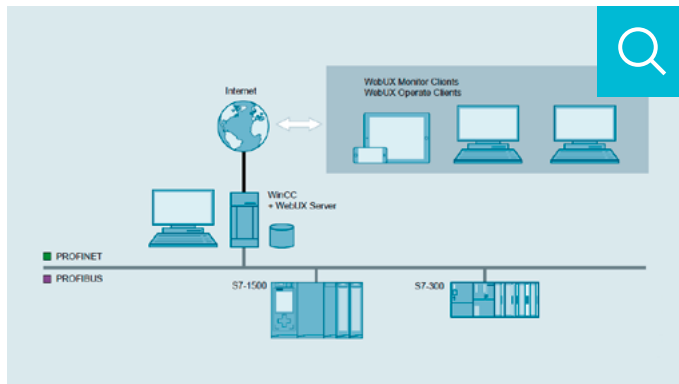 WebUX Monitor Clients
WebUX Operate Clients
Internet
WinCC
+ WebUX Server
PROFINET
PROFIBUS
S7-1500
S7-300